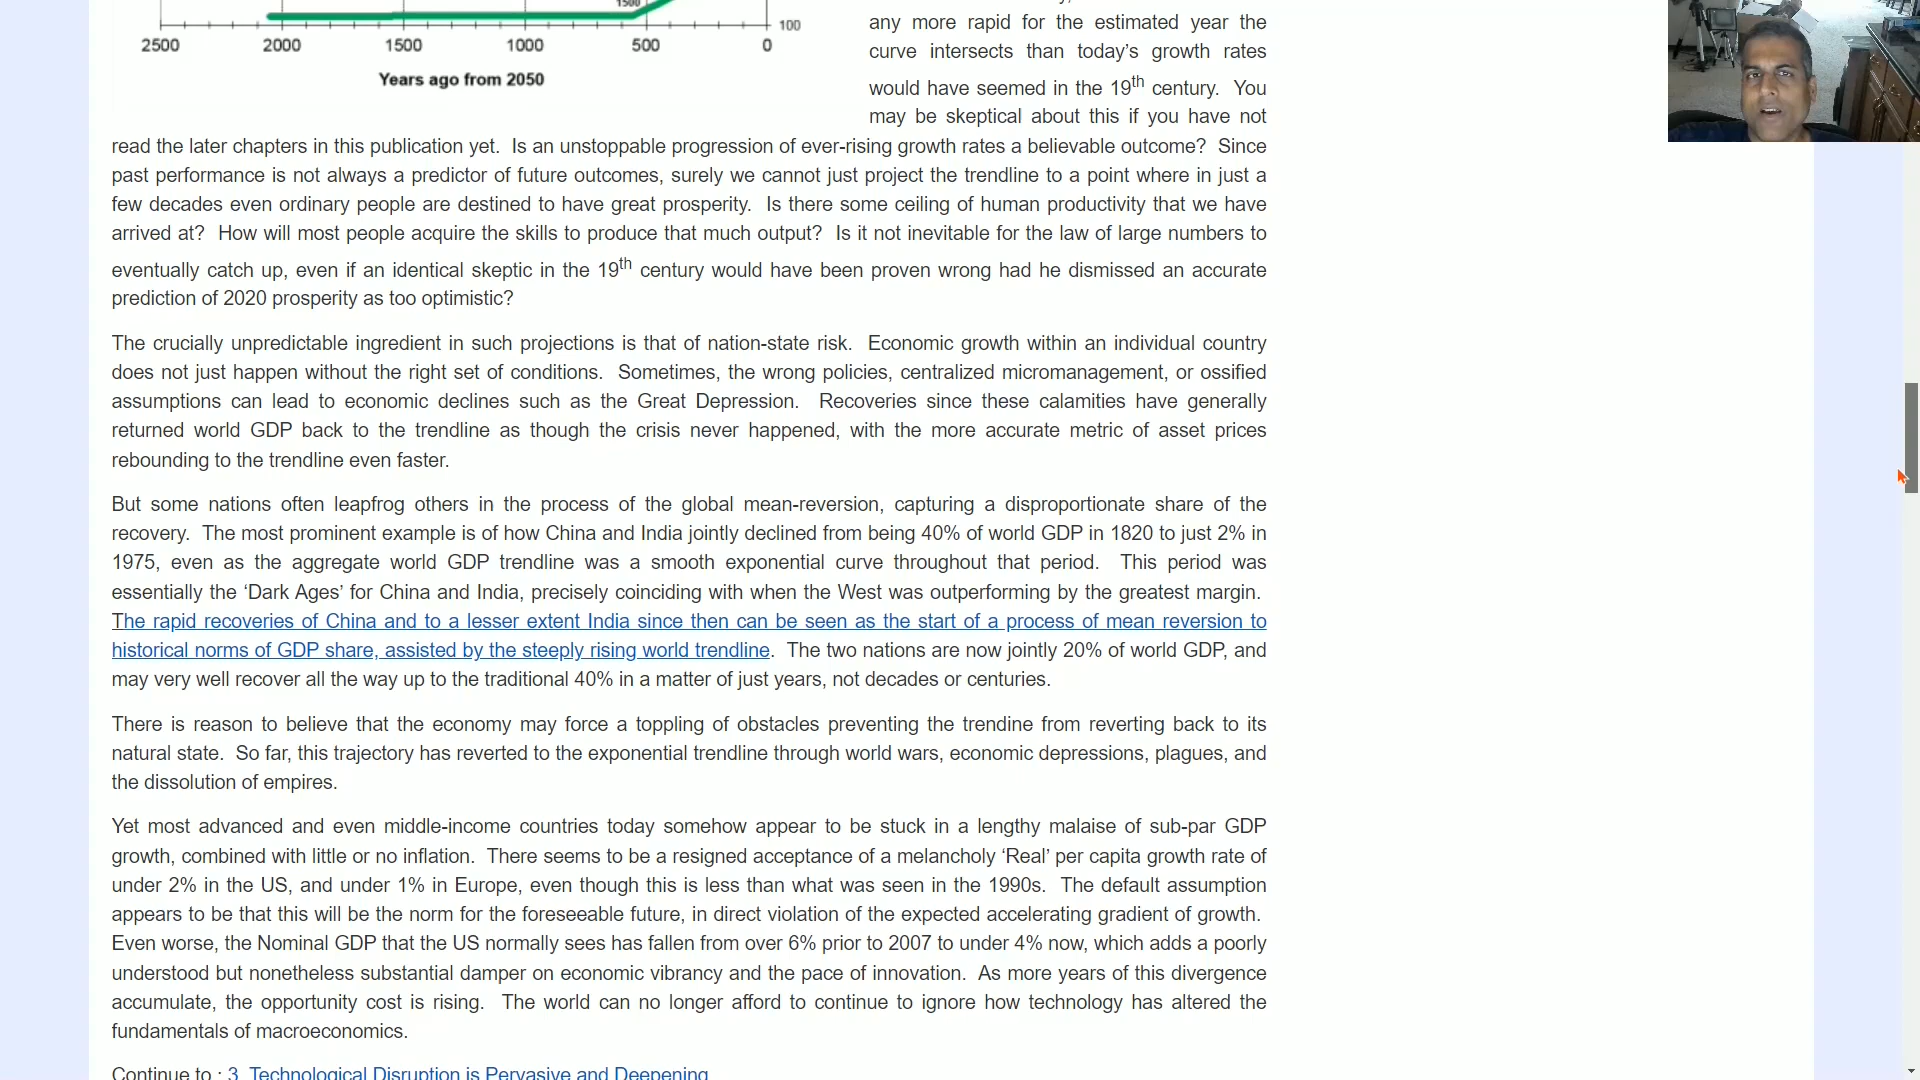 1500
100
2500 2000 1500 1000 500 0
Years ago from 2050
any more rapid for the estimated year the
curve intersects than today's growth rates
would have seemed in the 19th century. You
may be skeptical about this if you have not
read the later chapters in this publication yet. Is an unstoppable progression of ever-rising growth rates a believable outcome? Since
past performance is not always a predictor of future outcomes, surely we cannot just project the trendline to a point where in just a
few decades even ordinary people are destined to have great prosperity. Is there some ceiling of human productivity that we have
arrived at? How will most people acquire the skills to produce that much output? Is it not inevitable for the law of large numbers to
eventually catch up, even if an identical skeptic in the 19th century would have been proven wrong had he dismissed an accurate
prediction of 2020 prosperity as too optimistic?
The crucially unpredictable ingredient in such projections is that of nation-state risk. Economic growth within an individual country
does not just happen without the right set of conditions. Sometimes, the wrong policies, centralized micromanagement, or ossified
assumptions can lead to economic declines such as the Great Depression. Recoveries since these calamities have generally
returned world GDP back to the trendline as though the crisis never happened, with the more accurate metric of asset prices
rebounding to the trendline even faster.
But some nations often leapfrog others in the process of the global mean-reversion, capturing a disproportionate share of the
recovery. The most prominent example is of how China and India jointly declined from being 40% of world GDP in 1820 to just 2% in
1975, even as the aggregate world GDP trendline was a smooth exponential curve throughout that period. This period was
essentially the 'Dark Ages' for China and India, precisely coinciding with when the West was outperforming by the greatest margin.
The rapid recoveries of China and to a lesser extent India since then can be seen as the start of a process of mean reversion to
historical norms of GDP share, assisted by the steeply rising world trendline. The two nations are now jointly 20% of world GDP, and
may very well recover all the way up to the traditional 40% in a matter of just years, not decades or centuries.
There is reason to believe that the economy may force a toppling of obstacles preventing the trendine from reverting back to its
natural state. So far, this trajectory has reverted to the exponential trendline through world wars, economic depressions, plagues, and
the dissolution of empires.
Yet most advanced and even middle-income countries today somehow appear to be stuck in a lengthy malaise of sub-par GDP
growth, combined with little or no inflation. There seems to be a resigned acceptance of a melancholy 'Real' per capita growth rate of
under 2% in the US, and under 1% in Europe, even though this is less than what was seen in the 1990s. The default assumption
appears to be that this will be the norm for the foreseeable future, in direct violation of the expected accelerating gradient of growth.
Even worse, the Nominal GDP that the US normally sees has fallen from over 6% prior to 2007 to under 4% now, which adds a poorly
understood but nonetheless substantial damper on economic vibrancy and the pace of innovation. As more years of this divergence
accumulate, the opportunity cost is rising. The world can no longer afford to continue to ignore how technology has altered the
fundamentals of macroeconomics.
Continue to : 3. Technological Disruption is Pervasive and Deepening